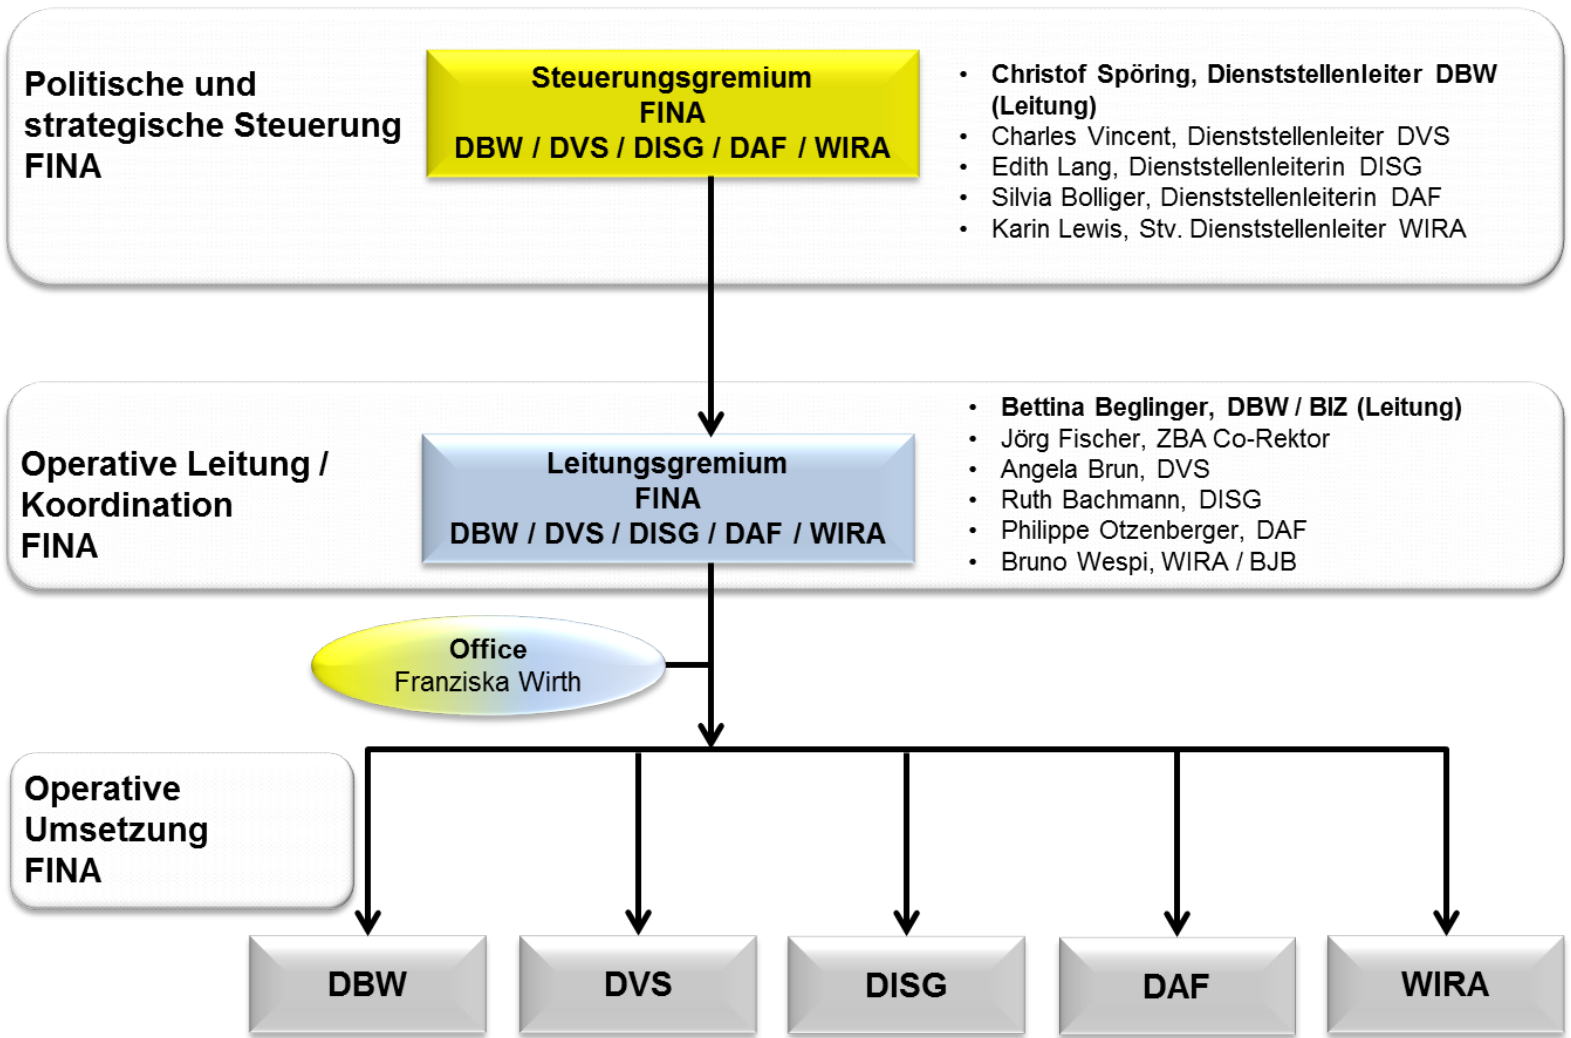 Politische und
strategische Steuerung
FINA
Steuerungsgremium
FINA
DBW / DVS / DISG / DAF / WIRA
• Christof Spöring, Dienststellenleiter DBW
(Leitung)
• Charles Vincent, Dienststellenleiter DVS
• Edith Lang, Dienststellenleiterin DISG
• Silvia Bolliger, Dienststellenleiterin DAF
• Karin Lewis, Stv. Dienststellenleiter WIRA
Operative Leitung /
Koordination
FINA
Leitungsgremium
FINA
DBW / DVS / DISG / DAF / WIRA
• Bettina Beglinger, DBW / BIZ (Leitung)
• Jörg Fischer, ZBA Co-Rektor
• Angela Brun, DVS
• Ruth Bachmann, DISG
• Philippe Otzenberger, DAF
• Bruno Wespi, WIRA / BJB
Office
Franziska Wirth
Operative
Umsetzung
FINA
DBW
DVS
DISG
DAF
WIRA